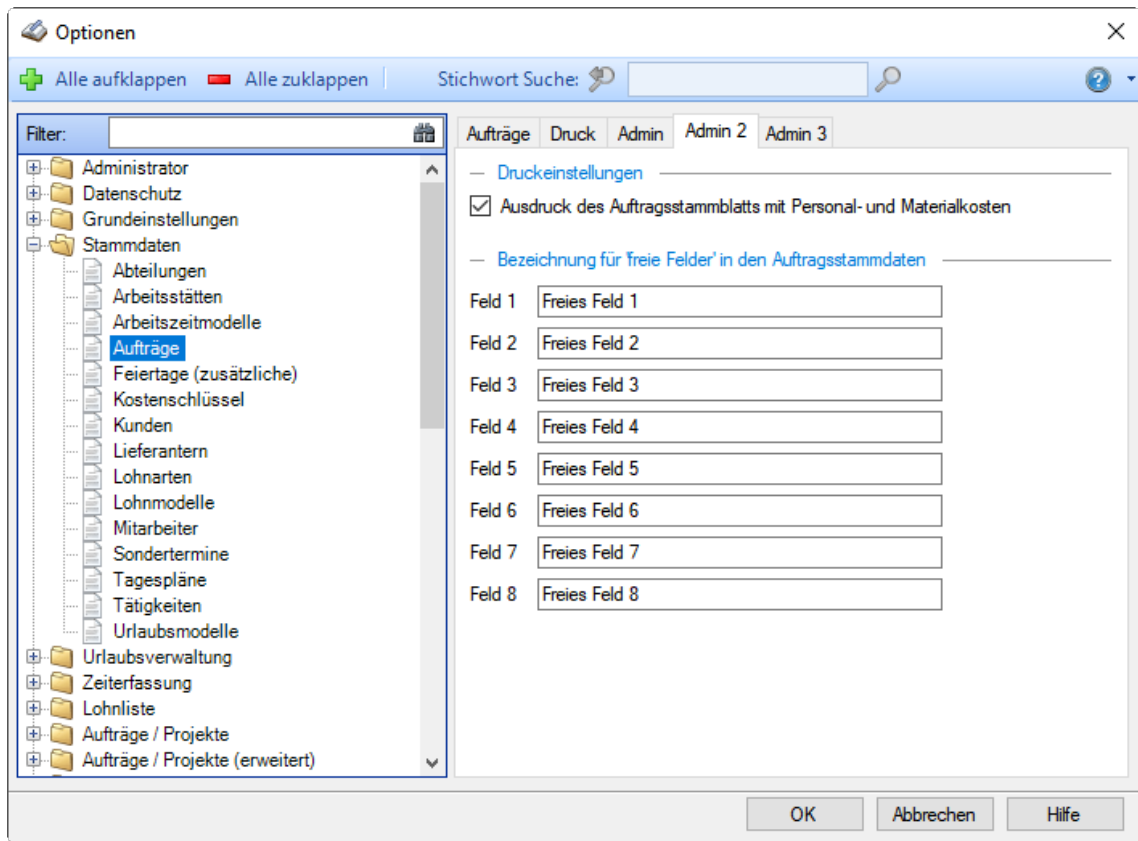 Optionen
Alle aufklappen Alle zuklappen Stichwort Suche:
Filter:
Administrator
Datenschutz
Grundeinstellungen
Stammdaten
Abteilungen
Arbeitsstätten
Arbeitszeitmodelle
Aufträge
Feiertage (zusätzliche)
Kostenschlüssel
Kunden
Lieferantern
Lohnarten
Lohnmodelle
Mitarbeiter
Sondertermine
Tagespläne
Tätigkeiten
Urlaubsmodelle
Urlaubsverwaltung
Zeiterfassung
Lohnliste
Aufträge / Projekte
Aufträge / Projekte (erweitert)
Aufträge Druck Admin Admin 2 Admin 3
Druckeinstellungen
Ausdruck des Auftragsstammblatts mit Personal- und Materialkosten
Bezeichnung für 'freie Felder' in den Auftragsstammdaten
Feld 1 Freies Feld 1
Feld 2 Freies Feld 2
Feld 3 Freies Feld 3
Feld 4 Freies Feld 4
Feld 5 Freies Feld 5
Feld 6 Freies Feld 6
Feld 7 Freies Feld 7
Feld 8 Freies Feld 8
OK Abbrechen Hilfe